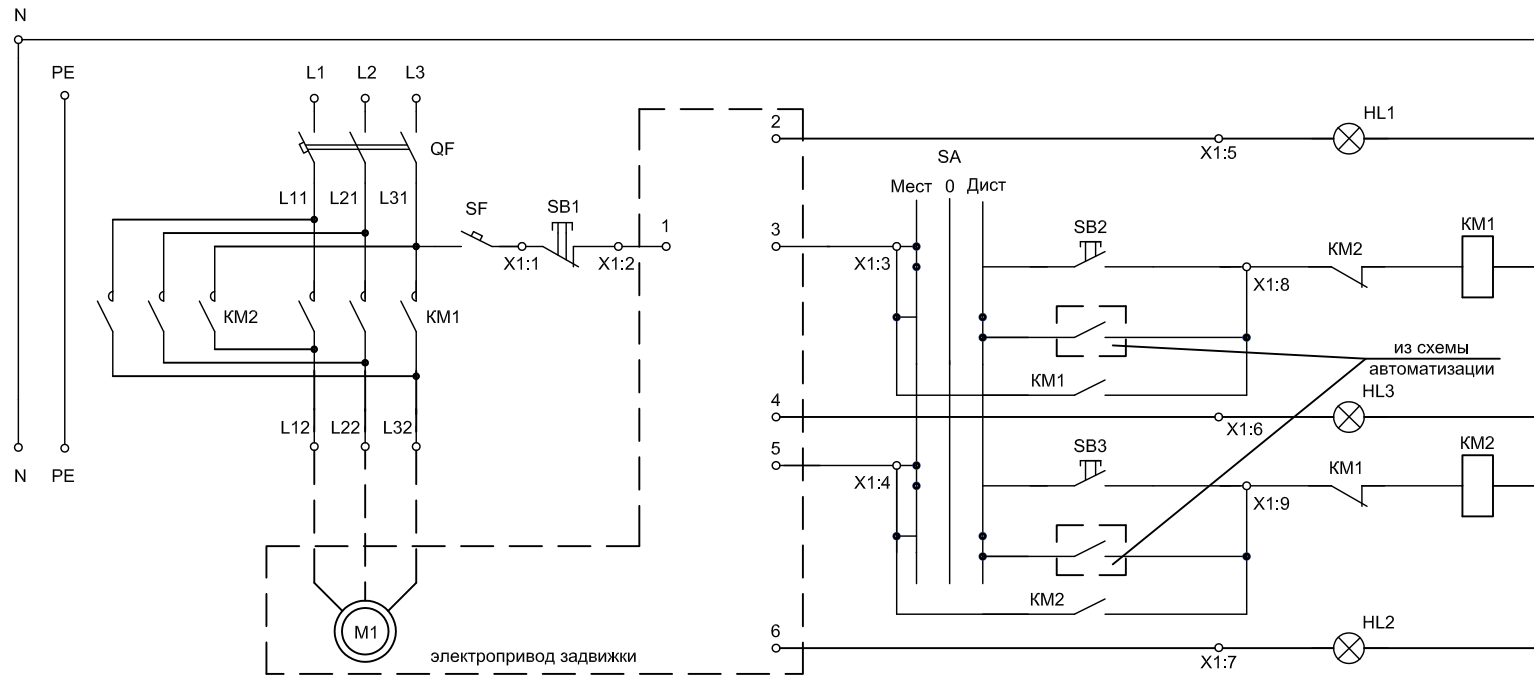 N
PE
L1 L2 L3
2
HL1
QF
X1:5
SA
Мест 0 Дист
L11 L21 L31
SF SB1
1
3
X1:1 X1:2
X1:3
SB2
KM2
KM1
X1:8
KM2
KM1
из схемы
автоматизации
KM1
4
HL3
L12 L22 L32
X1:6
5
SB3
KM1
KM2
N PE
X1:4
X1:9
KM2
M1
6
HL2
электропривод задвижки
X1:7